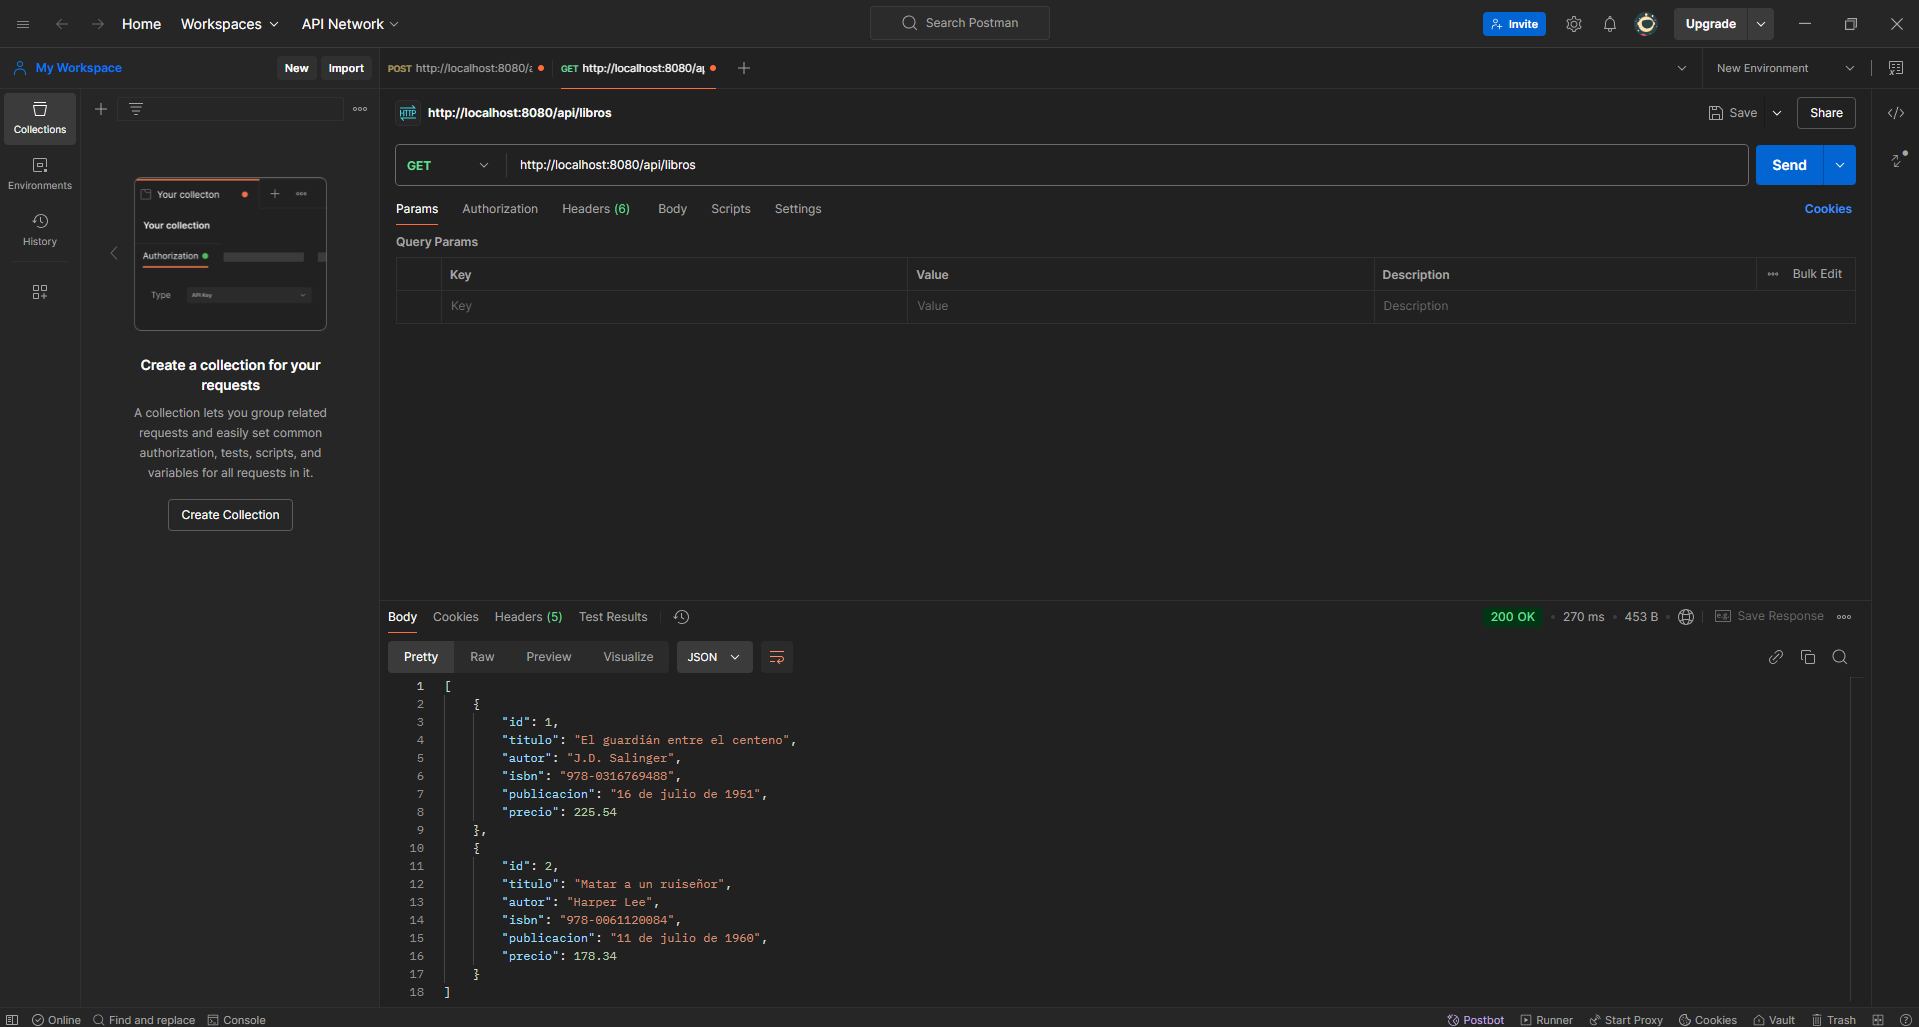 Home Workspaces API Network Search Postman Invite Upgrade
My Workspace New Import POST http://localhost:8080/a GET http://localhost:8080/ap New Environment
Collections
Environments
History
Your collecton
Your collection
Authorization
Type API Key
Create a collection for your
requests
A collection lets you group related
requests and easily set common
authorization, tests, scripts, and
variables for all requests in it.
Create Collection
HTTP http://localhost:8080/api/libros Save Share
GET http://localhost:8080/api/libros Send
Params Authorization Headers (6) Body Scripts Settings Cookies
Query Params
Key Value Description Bulk Edit
Key Value Description
Body Cookies Headers (5) Test Results 200 OK 270 ms 453 B e.g. Save Response
Pretty Raw Preview Visualize JSON
1 [
2 {
3 "id": 1,
4 "titulo": "El guardián entre el centeno",
5 "autor": "J.D. Salinger",
6 "isbn": "978-0316769488",
7 "publicacion": "16 de julio de 1951",
8 "precio": 225.54
9 },
10 {
11 "id": 2,
12 "titulo": "Matar a un ruiseñor",
13 "autor": "Harper Lee",
14 "isbn": "978-0061120084",
15 "publicacion": "11 de julio de 1960",
16 "precio": 178.34
17 }
18 ]
Online Find and replace Console Postbot Runner Start Proxy Cookies Vault Trash